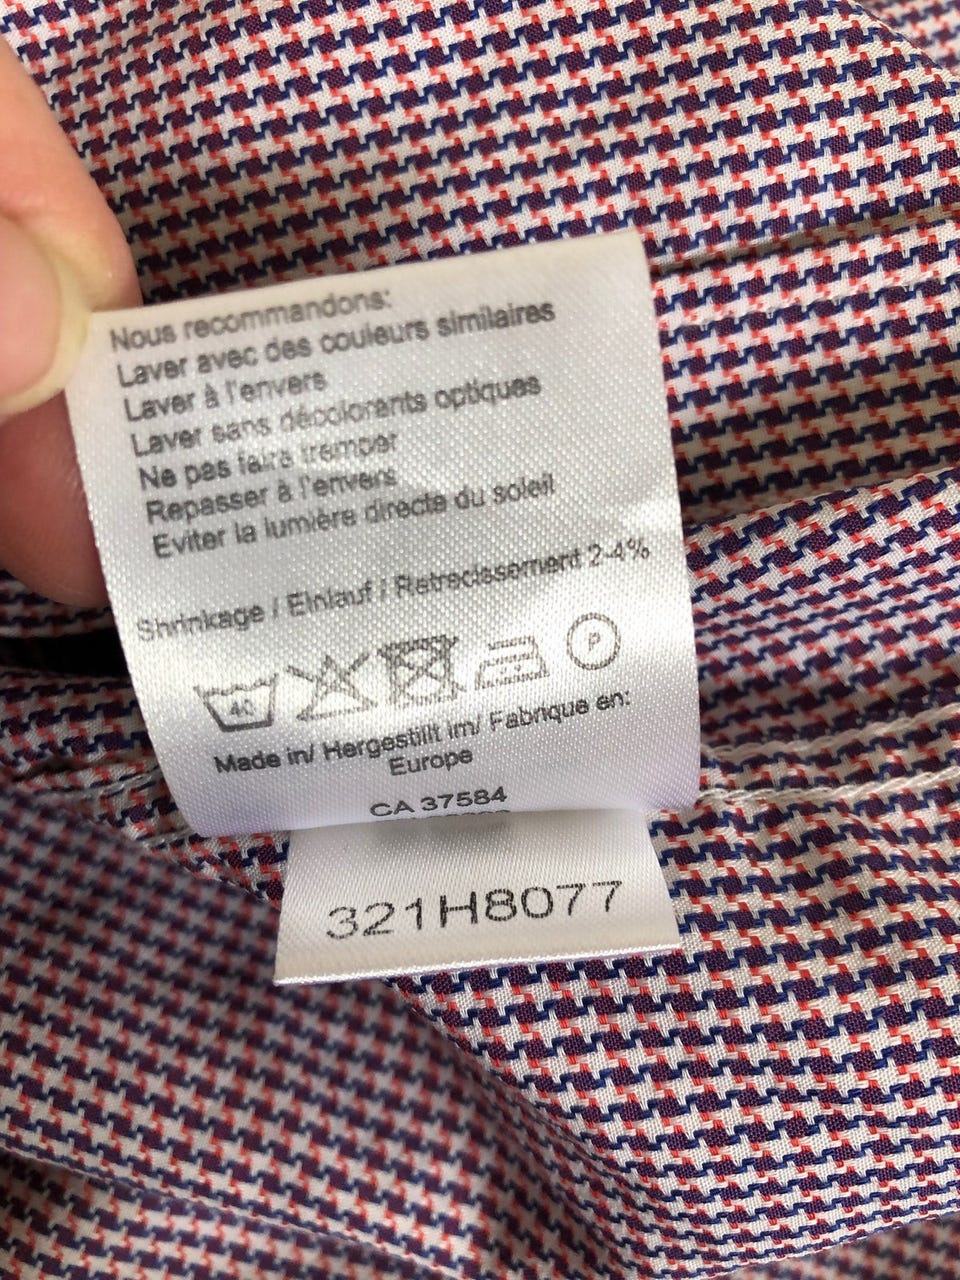 Nous recommandons:
Laver avec des couleurs similaires
Laver à l'envers
Laver sans décolorants optiques
Ne pas faire tremper
Repasser à l'envers
Eviter la lumière directe du soleil
Shrinkage / Einlauf / Retrecissement 2-4%
40
P
Made in/ Hergestillt im/ Fabrique en:
Europe
CA 37584
321H8077